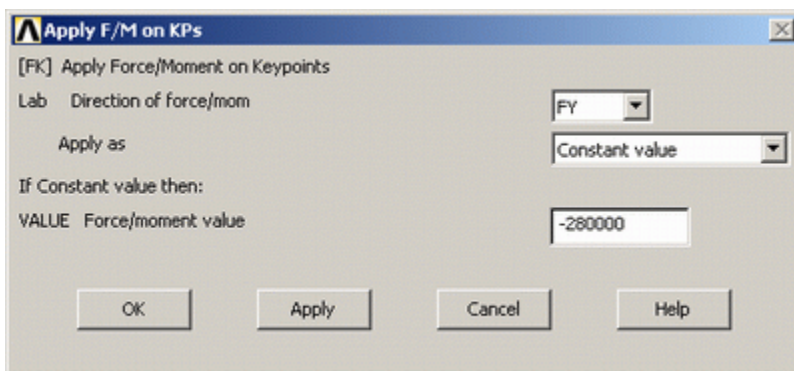 Apply F/M on KPs
[FK] Apply Force/Moment on Keypoints
Lab Direction of force/mom FY
Apply as Constant value
If Constant value then:
VALUE Force/moment value -280000
OK Apply Cancel Help